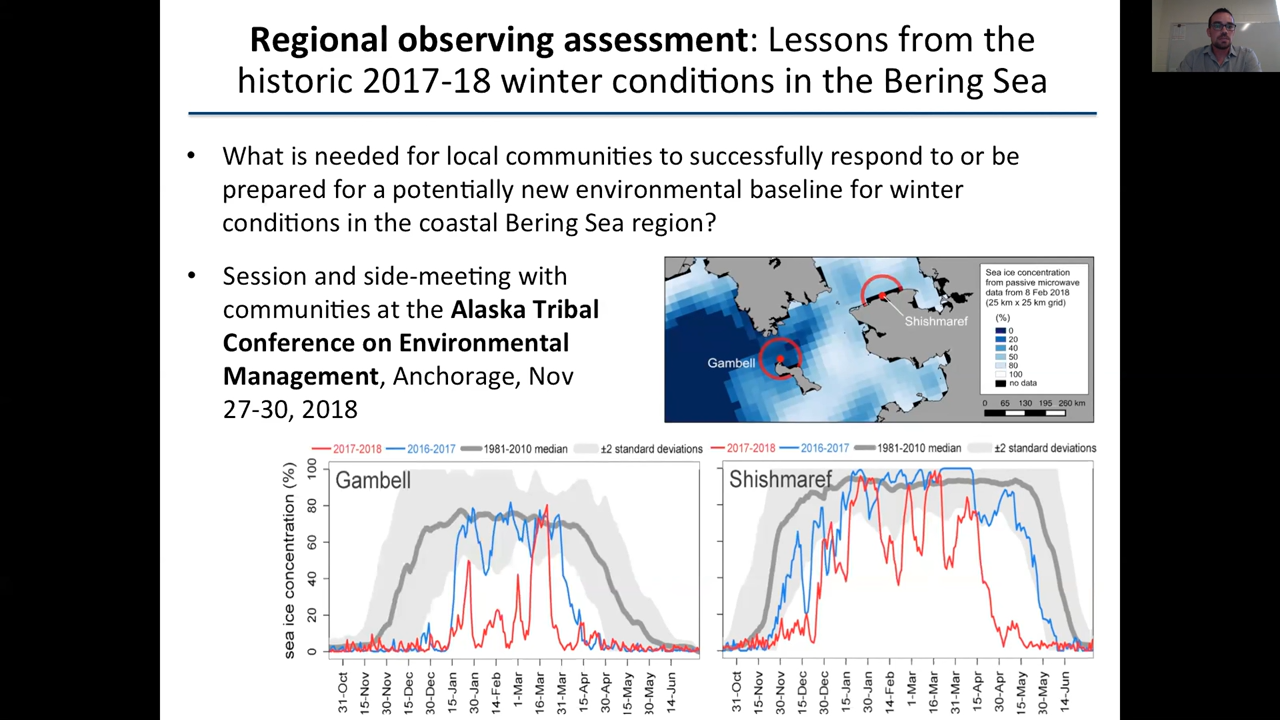 Regional observing assessment: Lessons from the
historic 2017-18 winter conditions in the Bering Sea
• What is needed for local communities to successfully respond to or be
prepared for a potentially new environmental baseline for winter
conditions in the coastal Bering Sea region?
• Session and side-meeting with
communities at the Alaska Tribal
Conference on Environmental
Management, Anchorage, Nov
27-30, 2018
Gambell
Shishmaref
Sea ice concentration
from passive microwave
data from 8 Feb 2018
(25 km x 25 km grid)
(%)
0
20
40
50
80
100
no data
0 65 130 195 260 km
2017-2018 2016-2017 1981-2010 median ±2 standard deviations
Gambell
sea ice concentration (%)
100
80
60
40
20
0
31-Oct 15-Nov 30-Nov 15-Dec 30-Dec 15-Jan 30-Jan 14-Feb 1-Mar 16-Mar 31-Mar 15-Apr 30-Apr 15-May 30-May 14-Jun
2017-2018 2016-2017 1981-2010 median ±2 standard deviations
Shishmaref
31-Oct 15-Nov 30-Nov 15-Dec 30-Dec 15-Jan 30-Jan 14-Feb 1-Mar 16-Mar 31-Mar 15-Apr 30-Apr 15-May 30-May 14-Jun